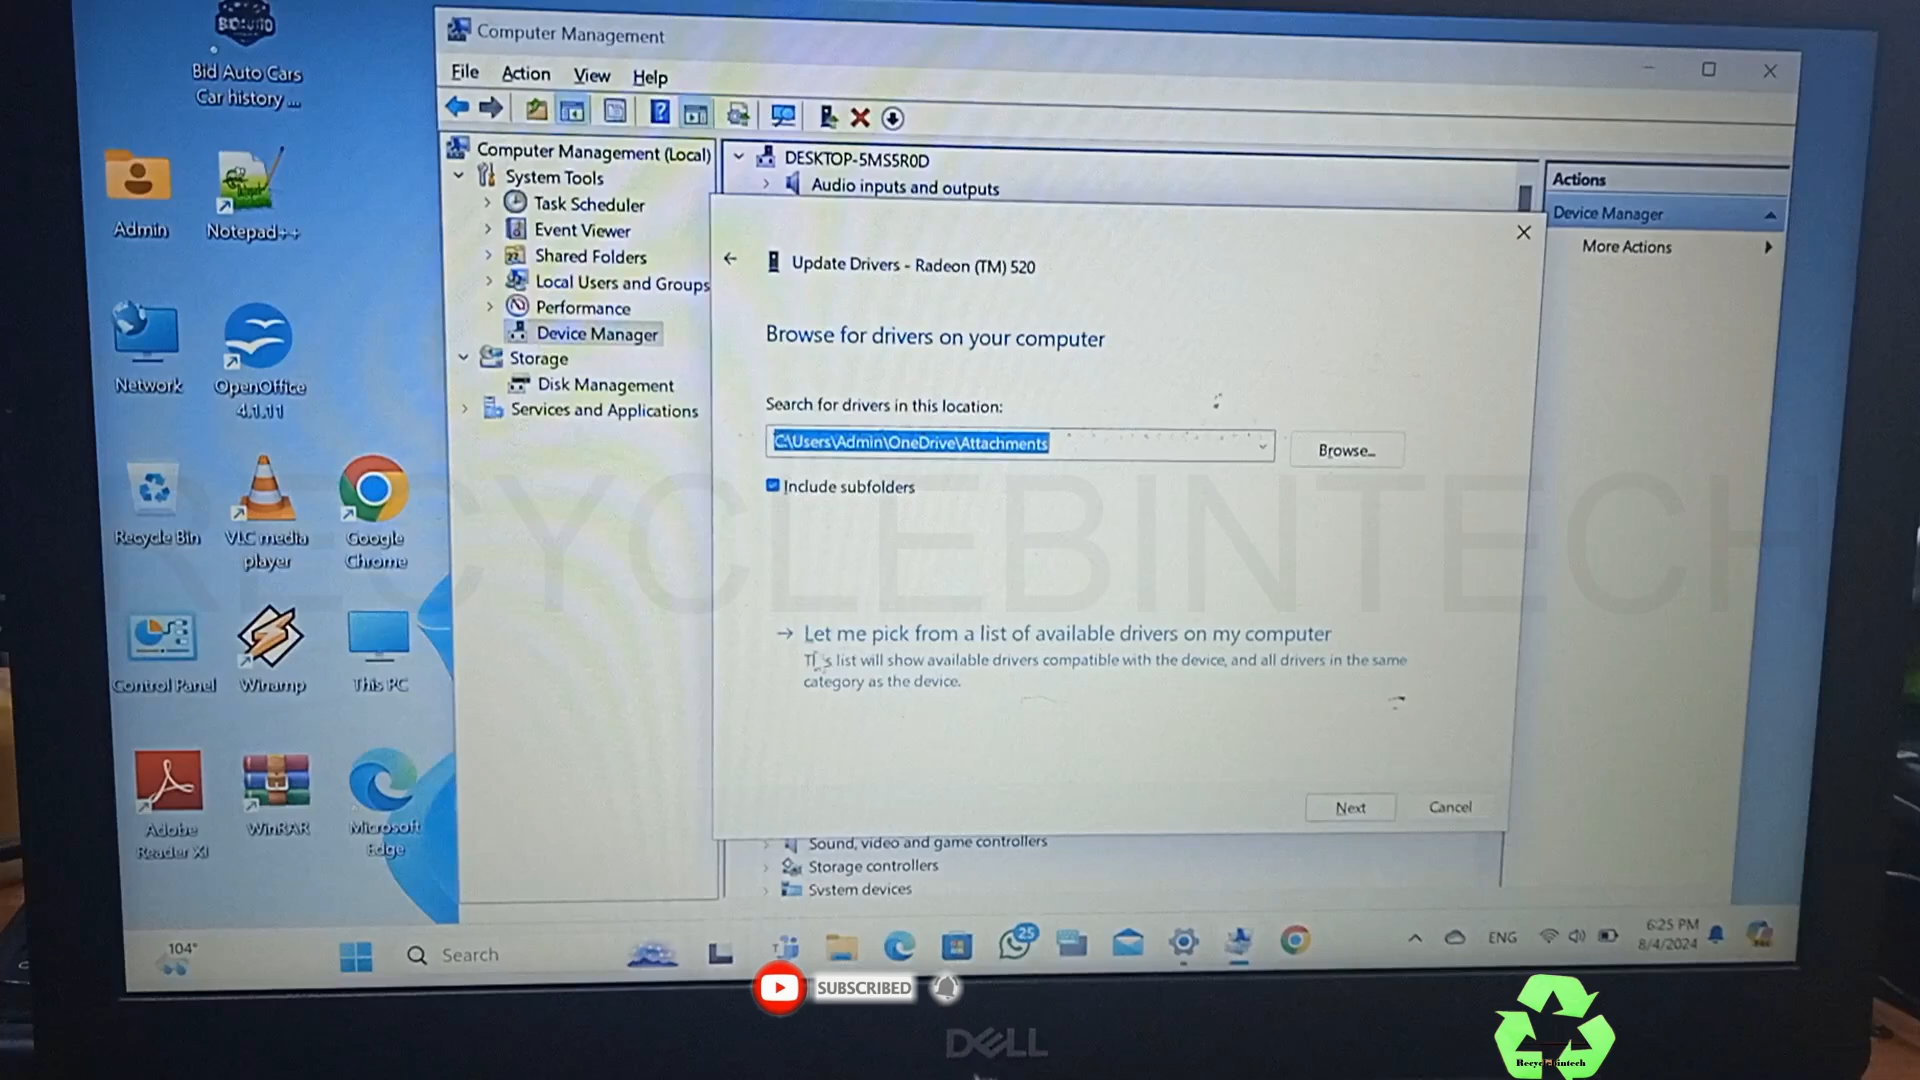 Bid Auto Cars
Car history ...
Admin
Notepad++
Network
OpenOffice
4.1.11
Recycle Bin
VLC media
player
Google
Chrome
Control Panel
Winamp
This PC
Adobe
Reader XI
WinRAR
Microsoft
Edge
Computer Management
File Action View Help
Computer Management (Local)
System Tools
Task Scheduler
Event Viewer
Shared Folders
Local Users and Groups
Performance
Device Manager
Storage
Disk Management
Services and Applications
DESKTOP-5MS5R0D
Audio inputs and outputs
Actions
Device Manager
More Actions
Update Drivers - Radeon (TM) 520
Browse for drivers on your computer
Search for drivers in this location:
C:\Users\Admin\OneDrive\Attachments
Browse...
Include subfolders
RECYCLEBINTECH
Let me pick from a list of available drivers on my computer
This list will show available drivers compatible with the device, and all drivers in the same
category as the device.
Next
Cancel
Sound, video and game controllers
Storage controllers
System devices
104°
Search
25
ENG
6:25 PM
8/4/2024
SUBSCRIBED
DELL
Recyclebintech